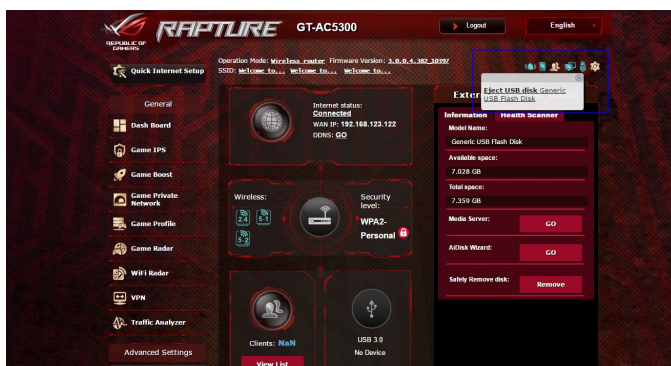 REPUBLIC OF
GAMERS
RAPTURE
GT-AC5300
Logout
English
Operation Mode: Wireless router Firmware Version: 3.0.0.4.382_10397
SSID: Welcome to... Welcome to... Welcome to...
Quick Internet Setup
General
Dash Board
Game IPS
Game Boost
Game Private
Network
Game Profile
Game Radar
WiFi Radar
VPN
Traffic Analyzer
Advanced Settings
Internet status:
Connected
WAN IP: 192.168.123.122
DDNS: GO
Wireless:
2.4
5-1
5-2
Security
level:
WPA2-
Personal
Clients: NaN
View List
USB 3.0
No Device
Eject USB disk Generic
USB Flash Disk
Exter
Information
Health Scanner
Model Name:
Generic USB Flash Disk
Available space:
7.028 GB
Total space:
7.359 GB
Media Server:
GO
AiDisk Wizard:
GO
Safely Remove disk:
Remove